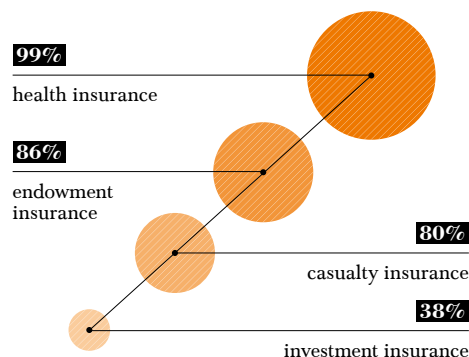 99%
health insurance
86%
endowment
insurance
80%
casualty insurance
38%
investment insurance